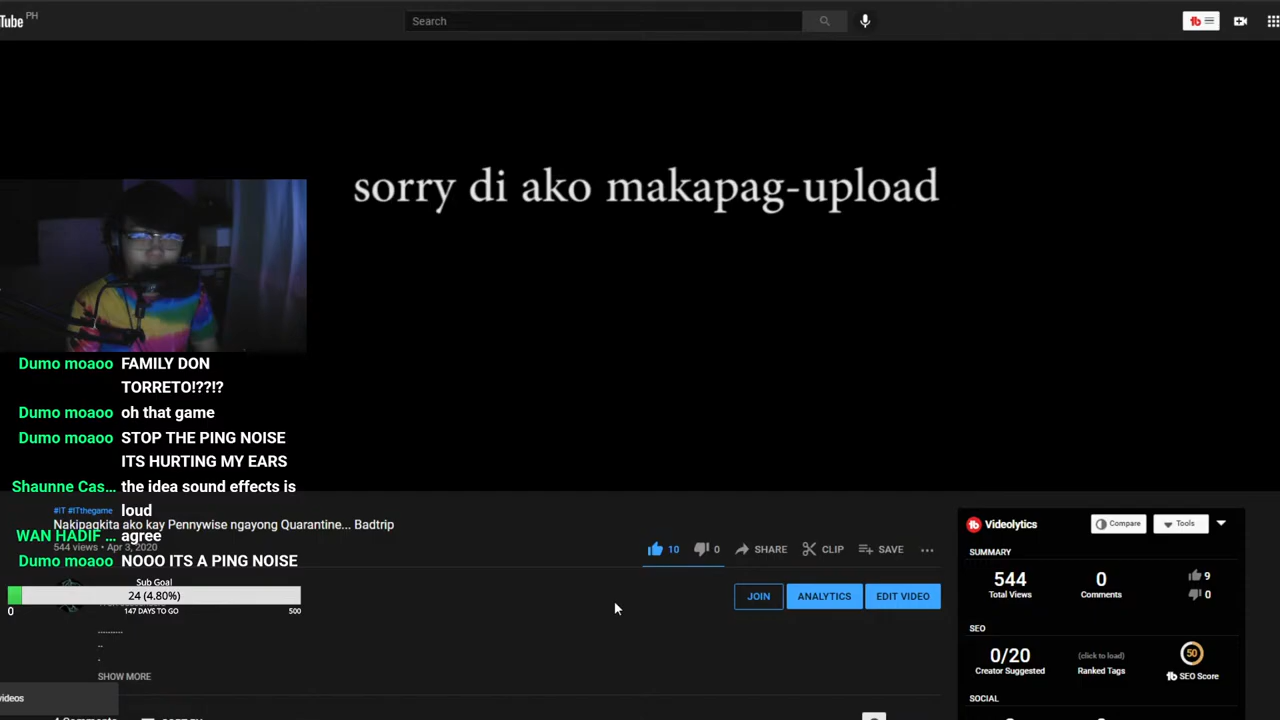 Tube PH
Search
sorry di ako makapag-upload
Dumo moaoo FAMILY DON
TORRETO!??!?
Dumo moaoo oh that game
Dumo moaoo STOP THE PING NOISE
ITS HURTING MY EARS
Shaunne Cas... the idea sound effects is
loud
WAN HADIF ... agree
Dumo moaoo NOOO ITS A PING NOISE
#IT #ITthegame
Nakipagkita ako kay Pennywise ngayong Quarantine... Badtrip
544 views • Apr 3, 2020
10
0
SHARE
CLIP
SAVE
...
Sub Goal
24 (4.80%)
0
147 DAYS TO GO
500
JOIN
ANALYTICS
EDIT VIDEO
..........
..
.
SHOW MORE
videos
tb Videolytics
Compare
Tools
SUMMARY
544
Total Views
0
Comments
9
0
SEO
0/20
Creator Suggested
(click to load)
Ranked Tags
50
tb SEO Score
SOCIAL